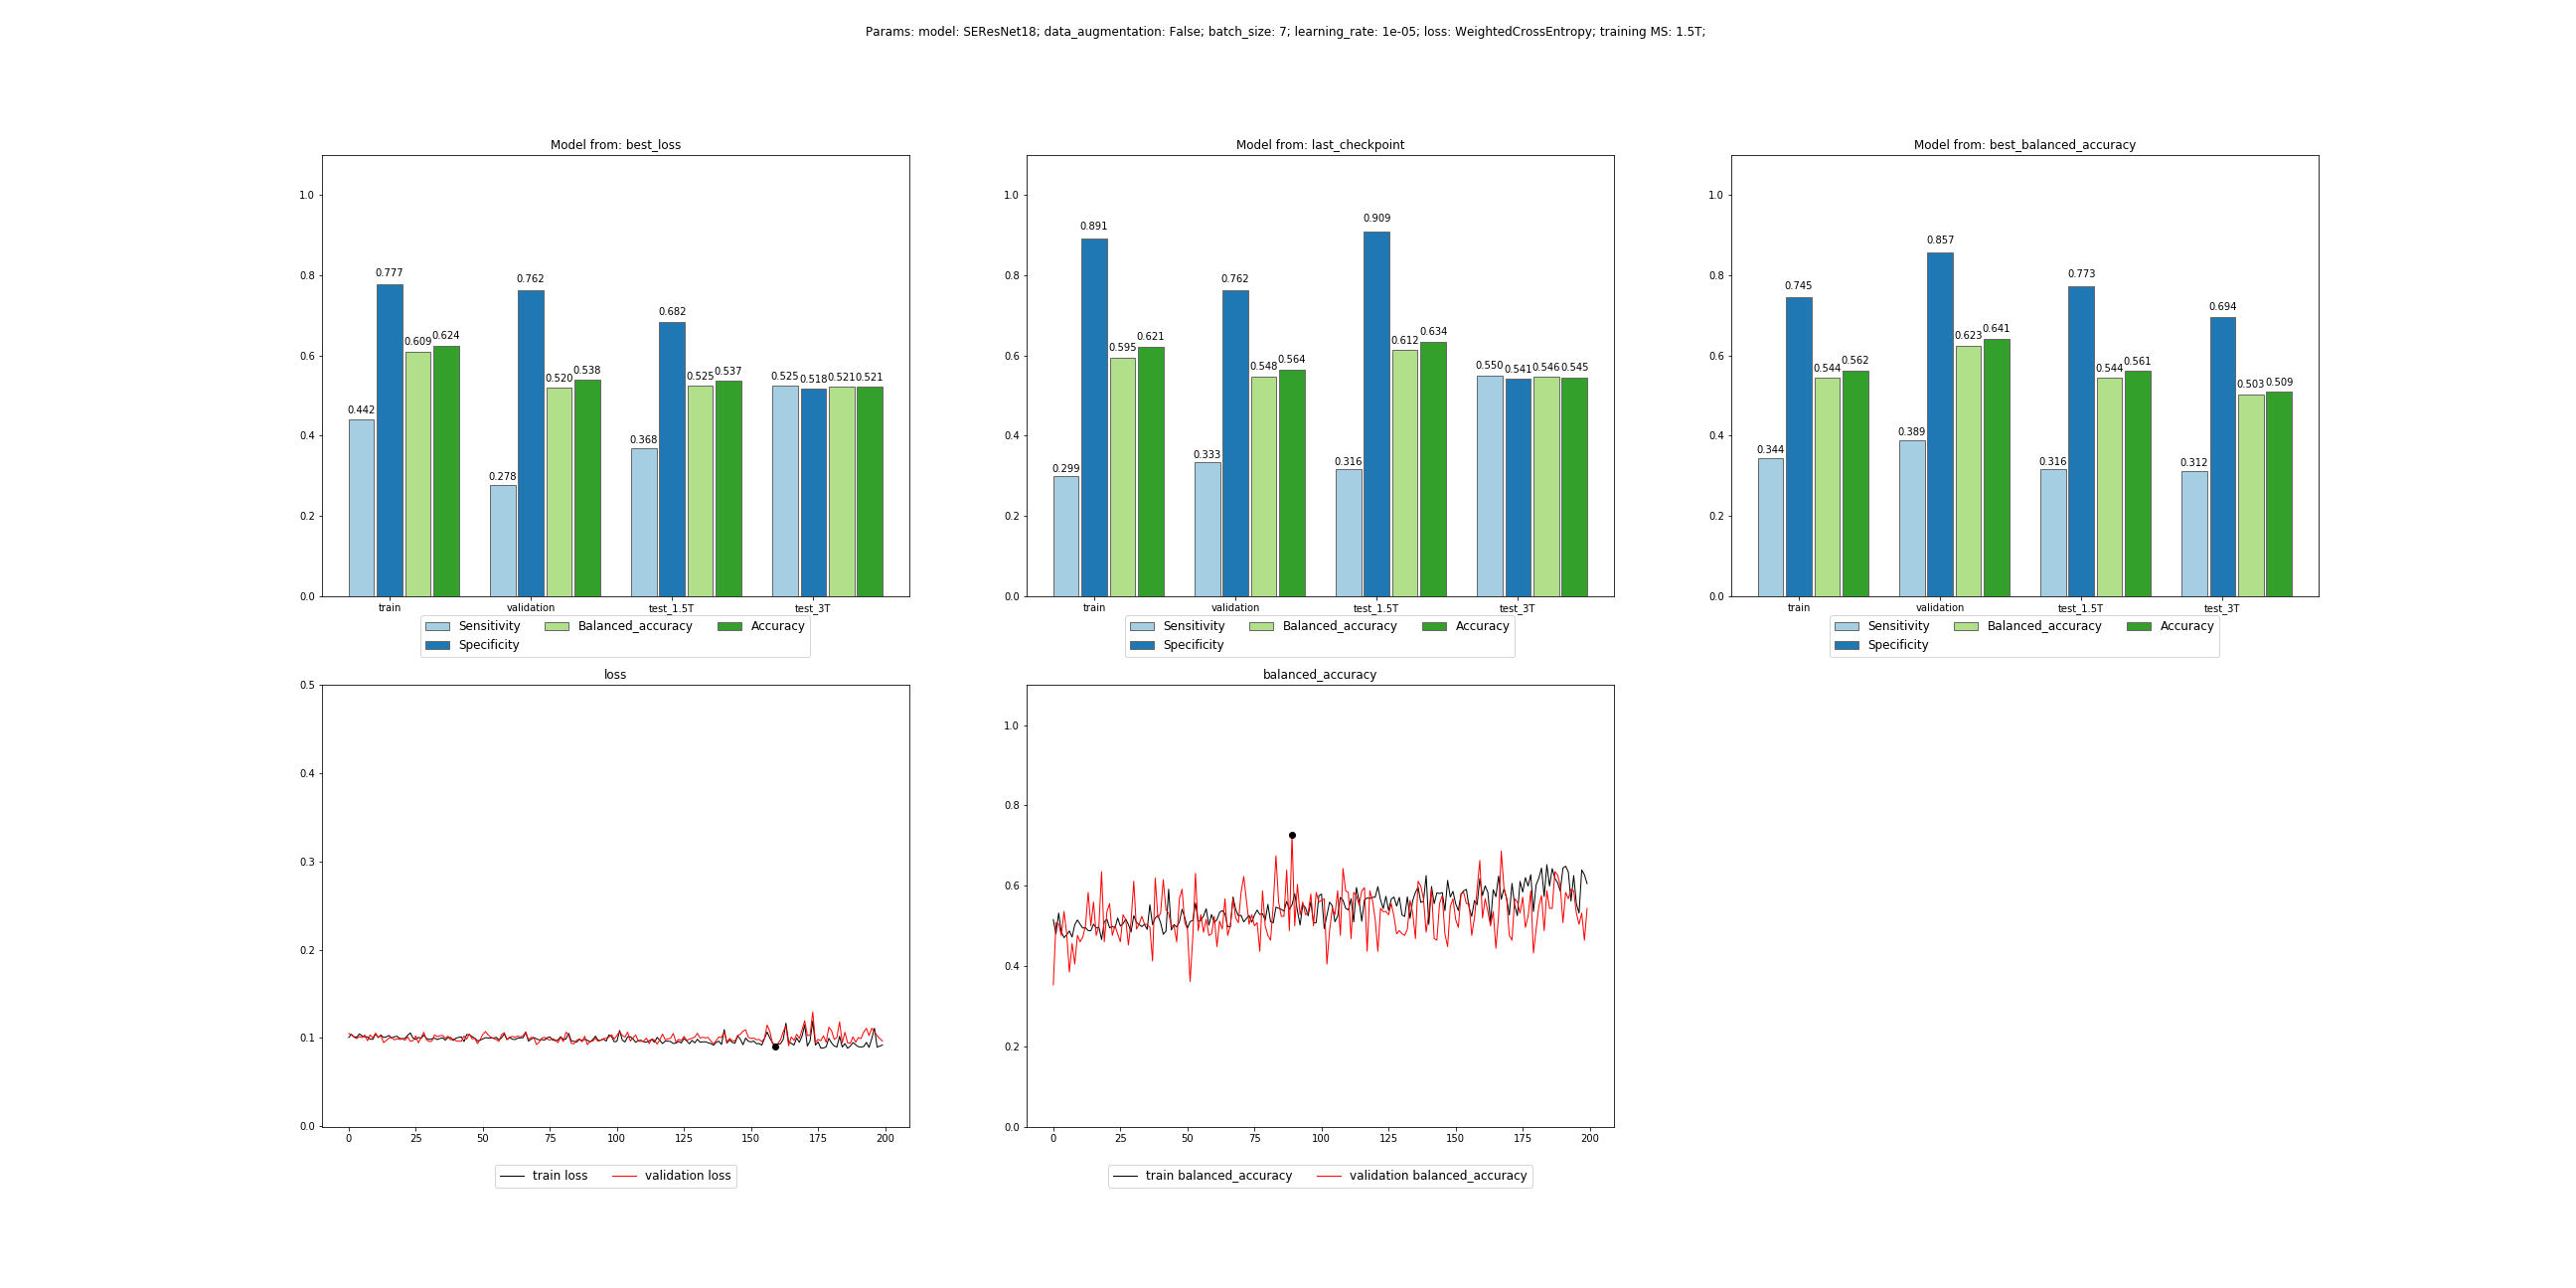 Params: model: SEResNet18; data_augmentation: False; batch_size: 7; learning_rate: 1e-05; loss: WeightedCrossEntropy; training MS: 1.5T;
Model from: best_loss
1.0
0.8
0.6
0.4
0.2
0.0
0.442
0.777
0.609
0.624
0.278
0.762
0.520
0.538
0.368
0.682
0.525
0.537
0.525
0.518
0.521
0.521
train
validation
test_1.5T
test_3T
Sensitivity
Specificity
Balanced_accuracy
Accuracy
Model from: last_checkpoint
1.0
0.8
0.6
0.4
0.2
0.0
0.299
0.891
0.595
0.621
0.333
0.762
0.548
0.564
0.316
0.909
0.612
0.634
0.550
0.541
0.546
0.545
train
validation
test_1.5T
test_3T
Sensitivity
Specificity
Balanced_accuracy
Accuracy
Model from: best_balanced_accuracy
1.0
0.8
0.6
0.4
0.2
0.0
0.344
0.745
0.544
0.562
0.389
0.857
0.623
0.641
0.316
0.773
0.544
0.561
0.312
0.694
0.503
0.509
train
validation
test_1.5T
test_3T
Sensitivity
Specificity
Balanced_accuracy
Accuracy
loss
0.5
0.4
0.3
0.2
0.1
0.0
0
25
50
75
100
125
150
175
200
train loss
validation loss
balanced_accuracy
1.0
0.8
0.6
0.4
0.2
0.0
0
25
50
75
100
125
150
175
200
train balanced_accuracy
validation balanced_accuracy